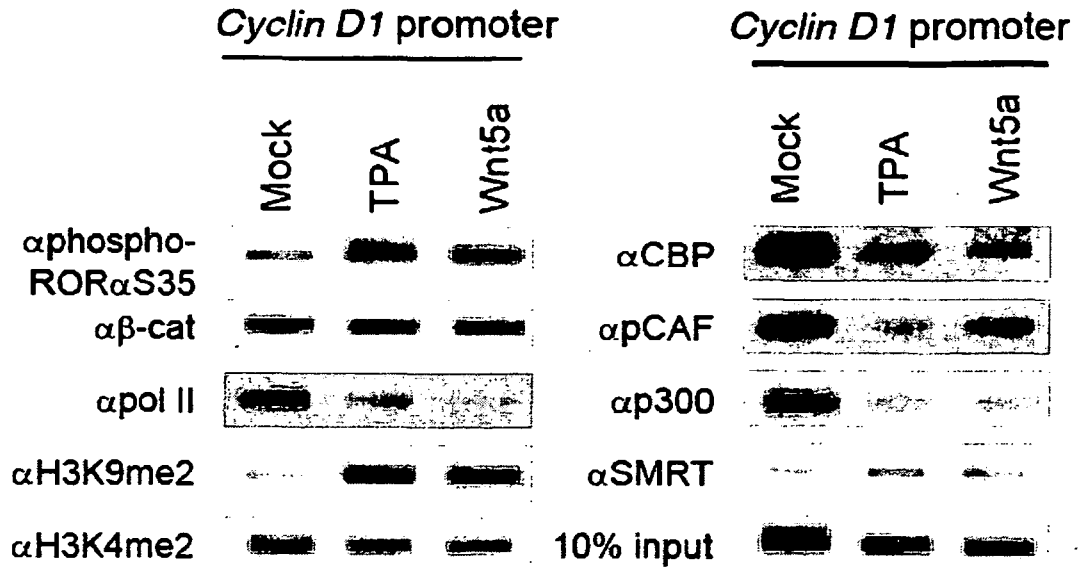 Cyclin D1 promoter
Mock TPA Wnt5a
αphospho-
RORαS35
αβ-cat
αpol II
αH3K9me2
αH3K4me2
Cyclin D1 promoter
Mock TPA Wnt5a
αCBP
αpCAF
αp300
αSMRT
10% input